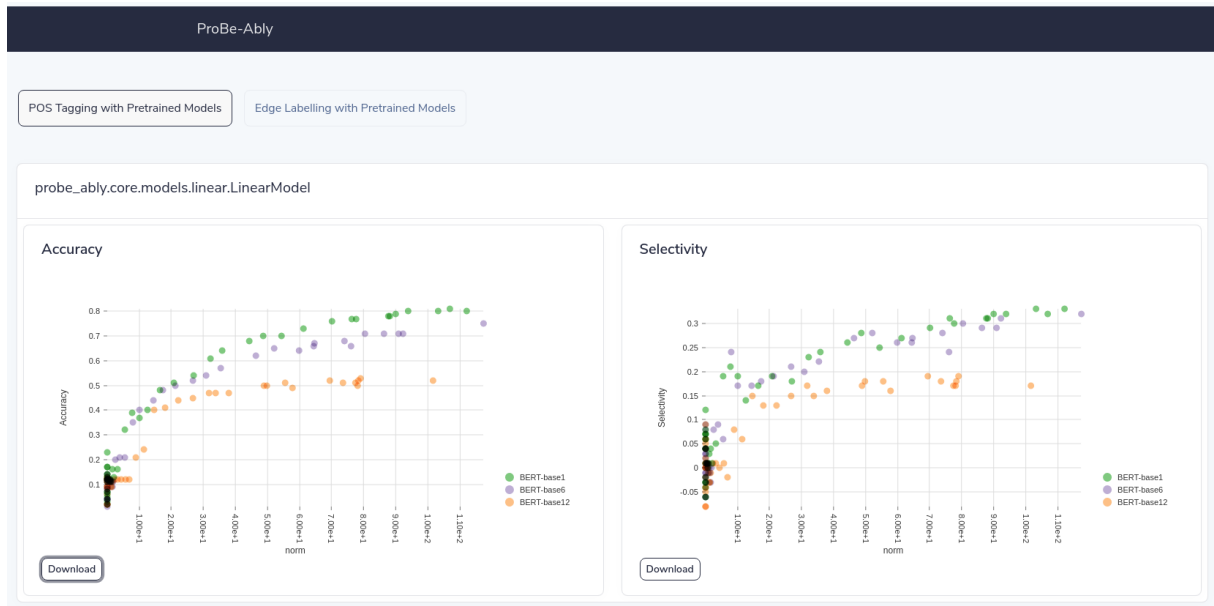 ProBe-Ably
POS Tagging with Pretrained Models
Edge Labelling with Pretrained Models
probe_ably.core.models.linear.LinearModel
Accuracy
0.8
0.7
0.6
0.5
0.4
0.3
0.2
0.1
Accuracy
1.00e+1
2.00e+1
3.00e+1
4.00e+1
5.00e+1
6.00e+1
7.00e+1
8.00e+1
9.00e+1
1.00e+2
1.10e+2
norm
BERT-base1
BERT-base6
BERT-base12
Download
Selectivity
0.3
0.25
0.2
0.15
0.1
0.05
0
-0.05
Selectivity
1.00e+1
2.00e+1
3.00e+1
4.00e+1
5.00e+1
6.00e+1
7.00e+1
8.00e+1
9.00e+1
1.00e+2
1.10e+2
norm
BERT-base1
BERT-base6
BERT-base12
Download